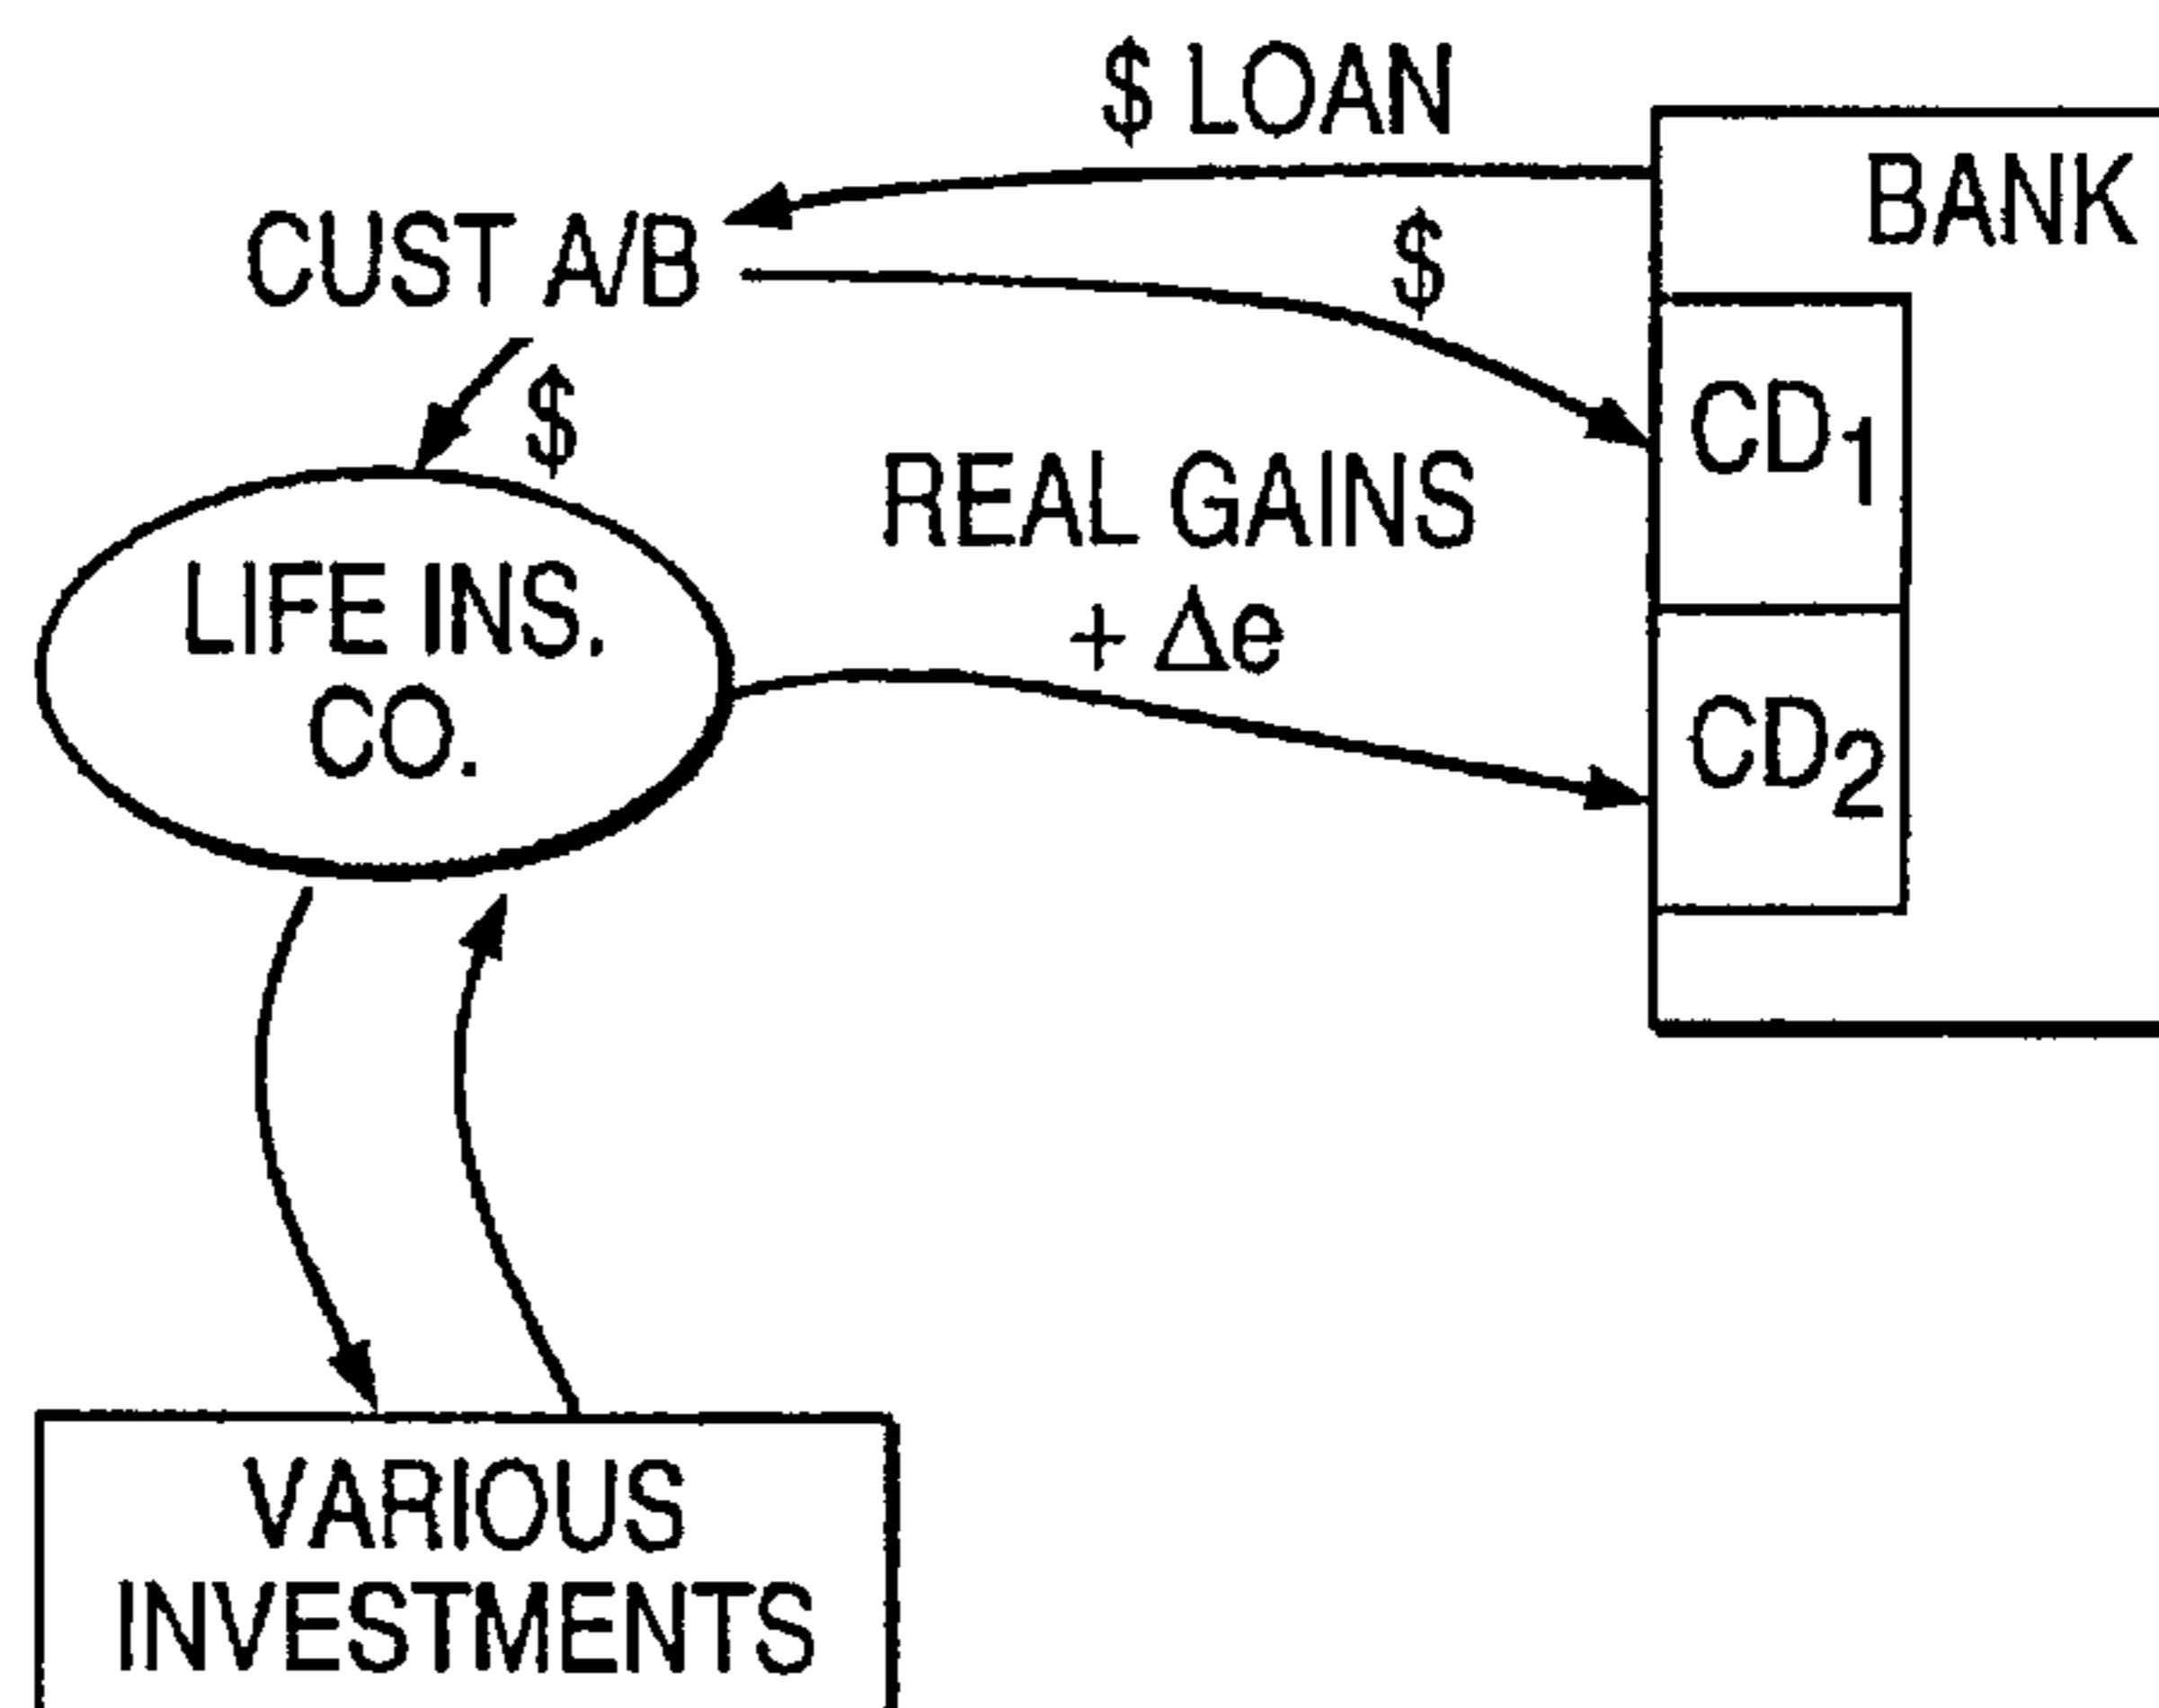 $ LOAN
BANK
CUST A/B
$
$
CD1
REAL GAINS
+ Δe
LIFE INS.
CO.
CD2
VARIOUS
INVESTMENTS